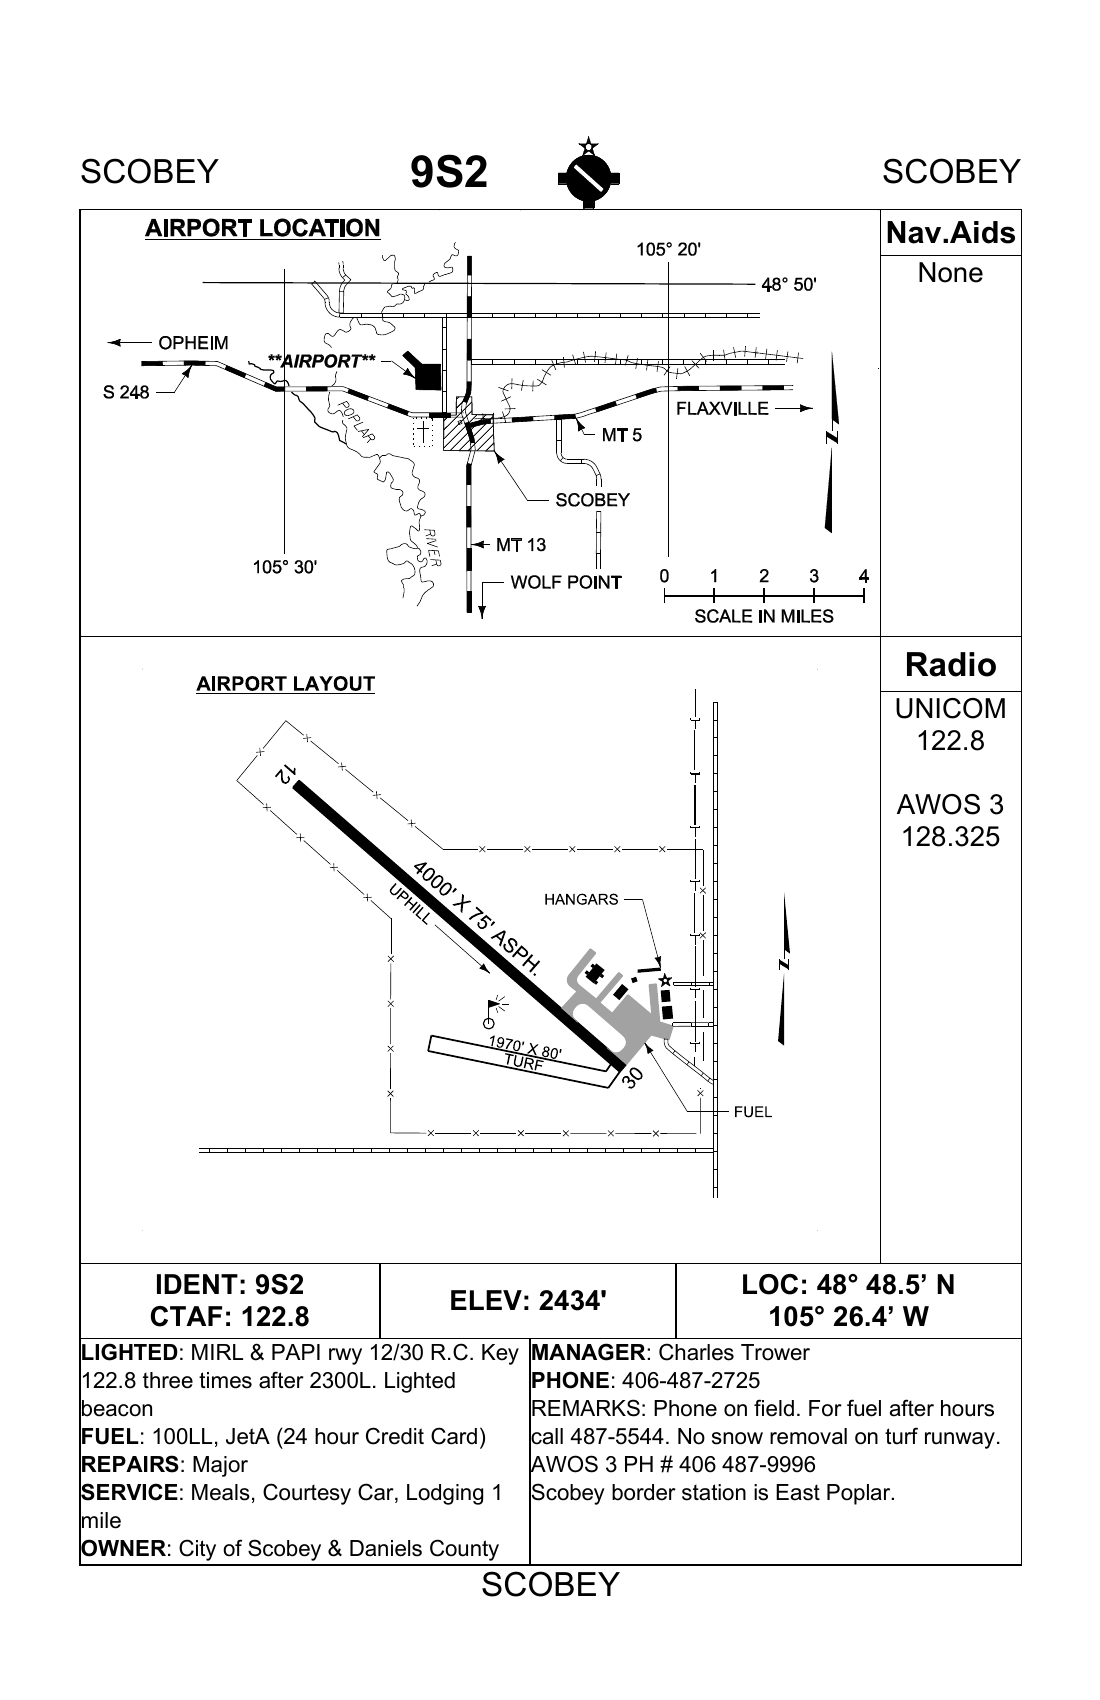 SCOBEY
9S2
SCOBEY
AIRPORT LOCATION
Nav.Aids
None
105° 20'
48° 50'
OPHEIM
**AIRPORT**
S 248
FLAXVILLE
POPLAR
MT 5
N
SCOBEY
RIVER
MT 13
105° 30'
WOLF POINT
0 1 2 3 4
SCALE IN MILES
Radio
UNICOM
122.8
AWOS 3
128.325
AIRPORT LAYOUT
12
4000' X 75' ASPH.
UPHILL
HANGARS
N
1970' X 80'
TURF
30
FUEL
IDENT: 9S2
CTAF: 122.8
ELEV: 2434'
LOC: 48° 48.5’ N
105° 26.4’ W
LIGHTED: MIRL & PAPI rwy 12/30 R.C. Key
122.8 three times after 2300L. Lighted
beacon
FUEL: 100LL, JetA (24 hour Credit Card)
REPAIRS: Major
SERVICE: Meals, Courtesy Car, Lodging 1
mile
OWNER: City of Scobey & Daniels County
MANAGER: Charles Trower
PHONE: 406-487-2725
REMARKS: Phone on field. For fuel after hours
call 487-5544. No snow removal on turf runway.
AWOS 3 PH # 406 487-9996
Scobey border station is East Poplar.
SCOBEY